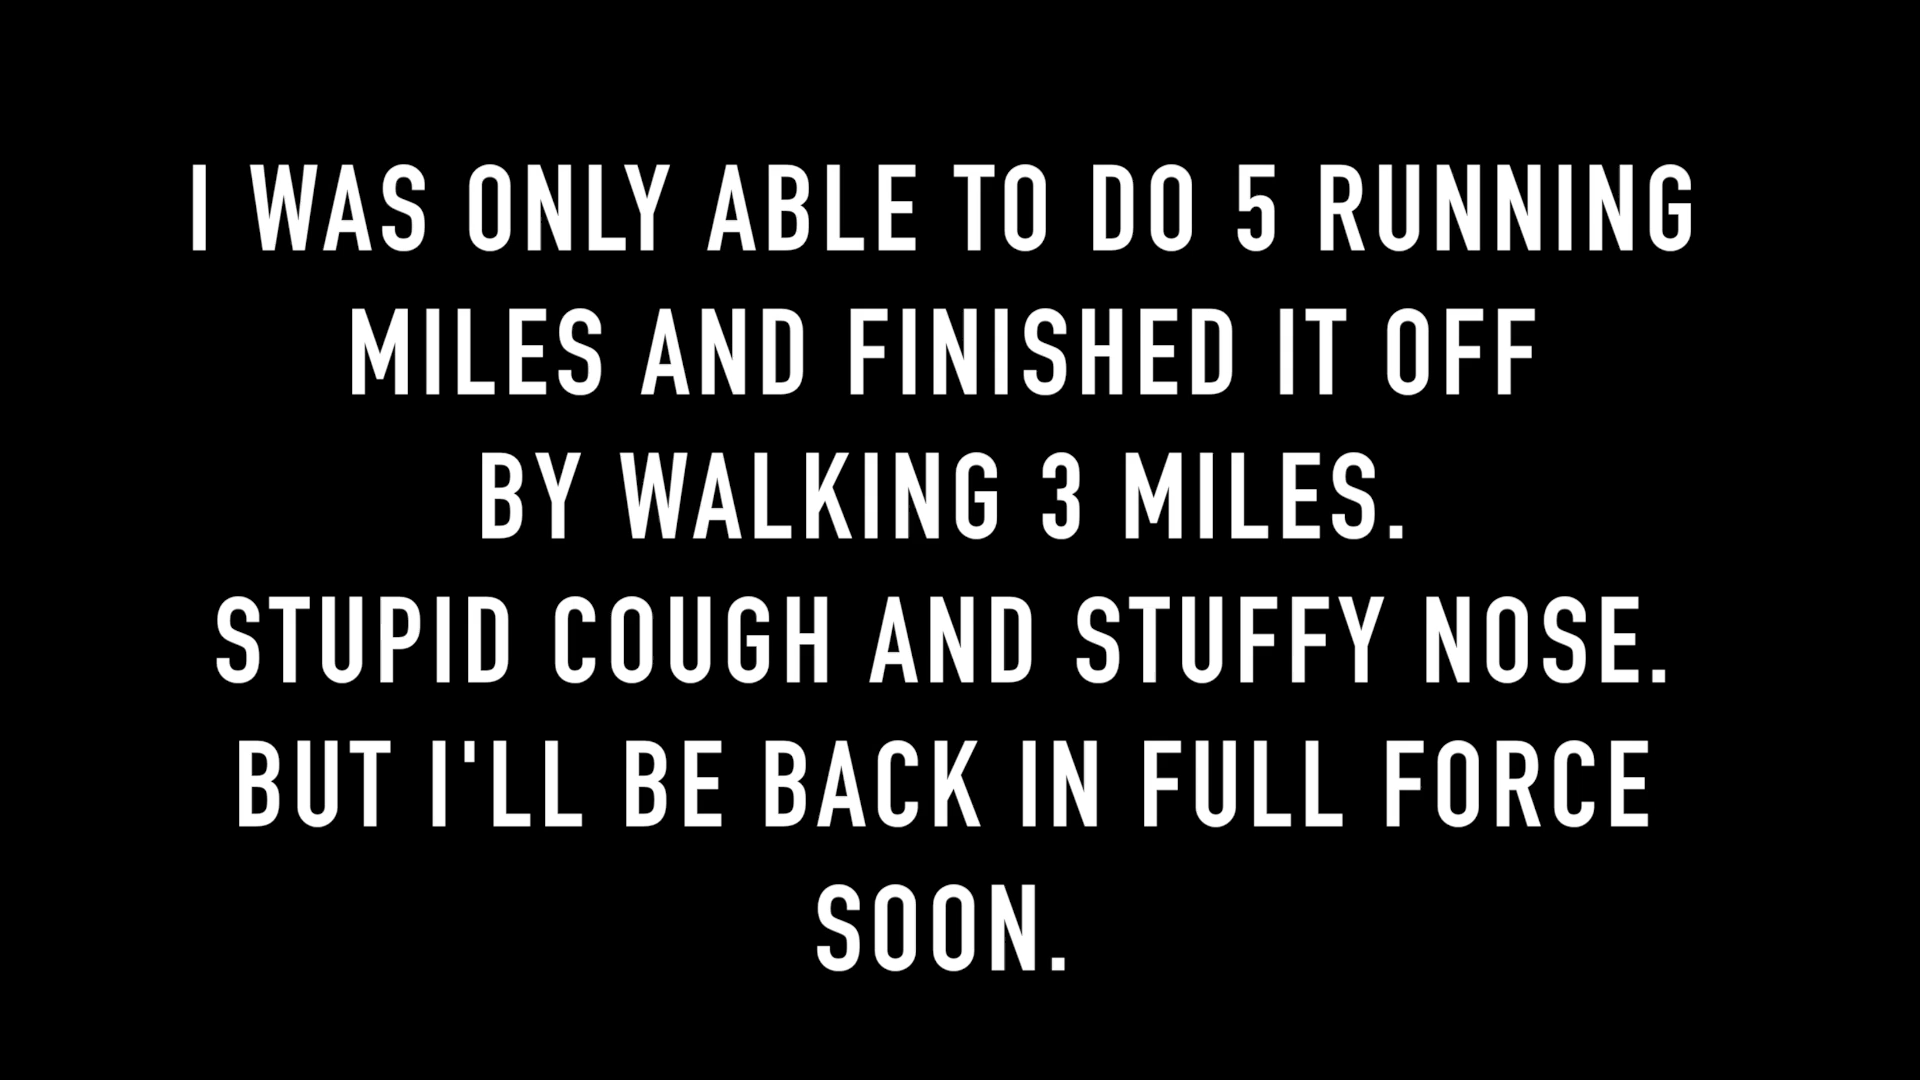 I WAS ONLY ABLE TO DO 5 RUNNING
MILES AND FINISHED IT OFF
BY WALKING 3 MILES.
STUPID COUGH AND STUFFY NOSE.
BUT I'LL BE BACK IN FULL FORCE
SOON.